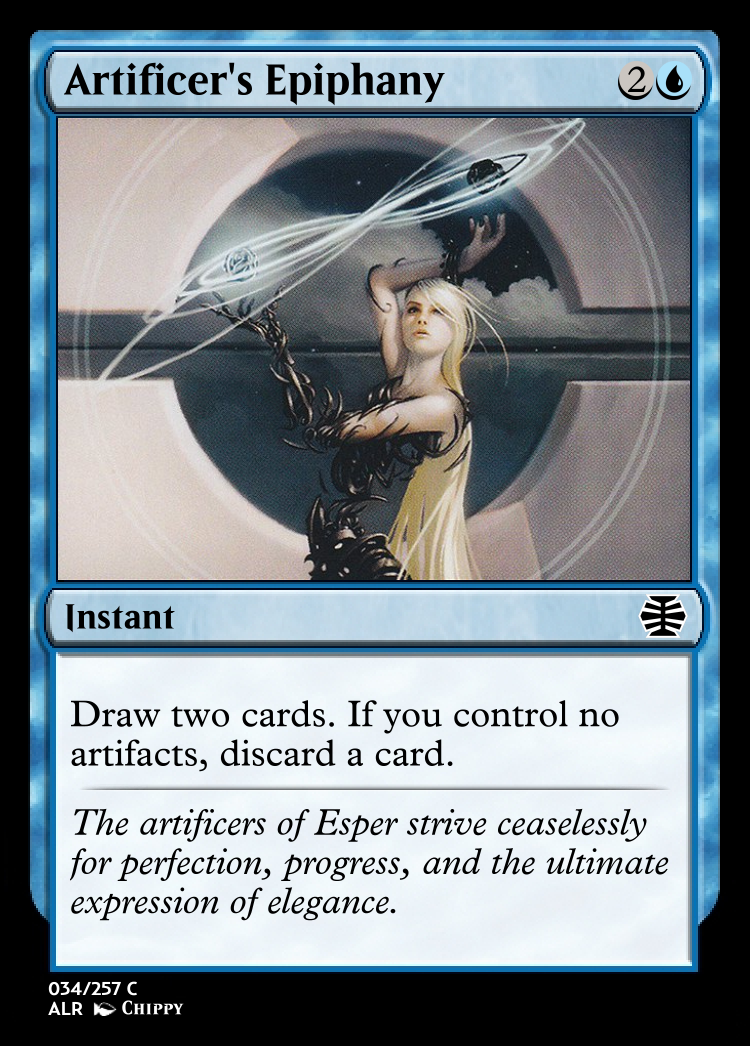 Artificer's Epiphany 2
Instant
Draw two cards. If you control no
artifacts, discard a card.
The artificers of Esper strive ceaselessly
for perfection, progress, and the ultimate
expression of elegance.
034/257 C
ALR Chippy